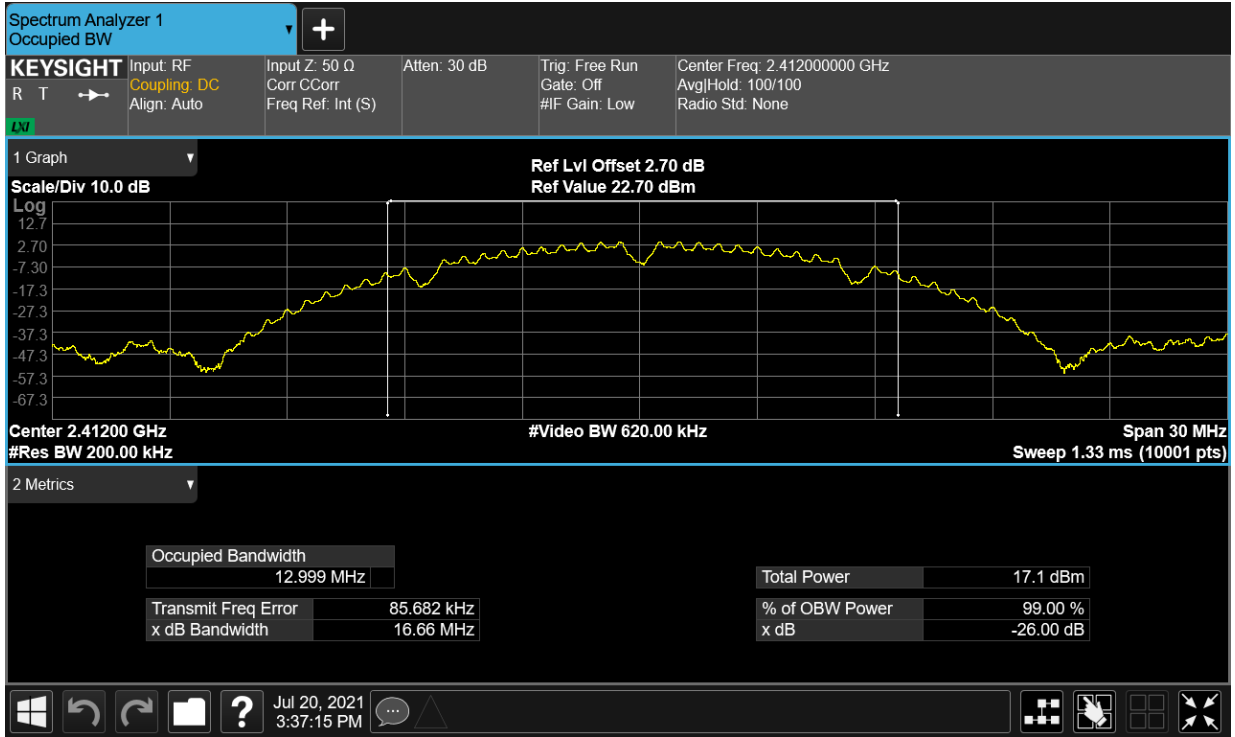 Spectrum Analyzer 1
Occupied BW
KEYSIGHT
R T
LXI
Input: RF
Coupling: DC
Align: Auto
Input Z: 50 Ω
Corr CCorr
Freq Ref: Int (S)
Atten: 30 dB
Trig: Free Run
Gate: Off
#IF Gain: Low
Center Freq: 2.412000000 GHz
Avg|Hold: 100/100
Radio Std: None
1 Graph
Scale/Div 10.0 dB
Ref Lvl Offset 2.70 dB
Ref Value 22.70 dBm
Log
12.7
2.70
-7.30
-17.3
-27.3
-37.3
-47.3
-57.3
-67.3
Center 2.41200 GHz
#Video BW 620.00 kHz
Span 30 MHz
#Res BW 200.00 kHz
Sweep 1.33 ms (10001 pts)
2 Metrics
Occupied Bandwidth
12.999 MHz
Total Power 17.1 dBm
Transmit Freq Error 85.682 kHz
% of OBW Power 99.00 %
x dB Bandwidth 16.66 MHz
x dB -26.00 dB
?
Jul 20, 2021
3:37:15 PM